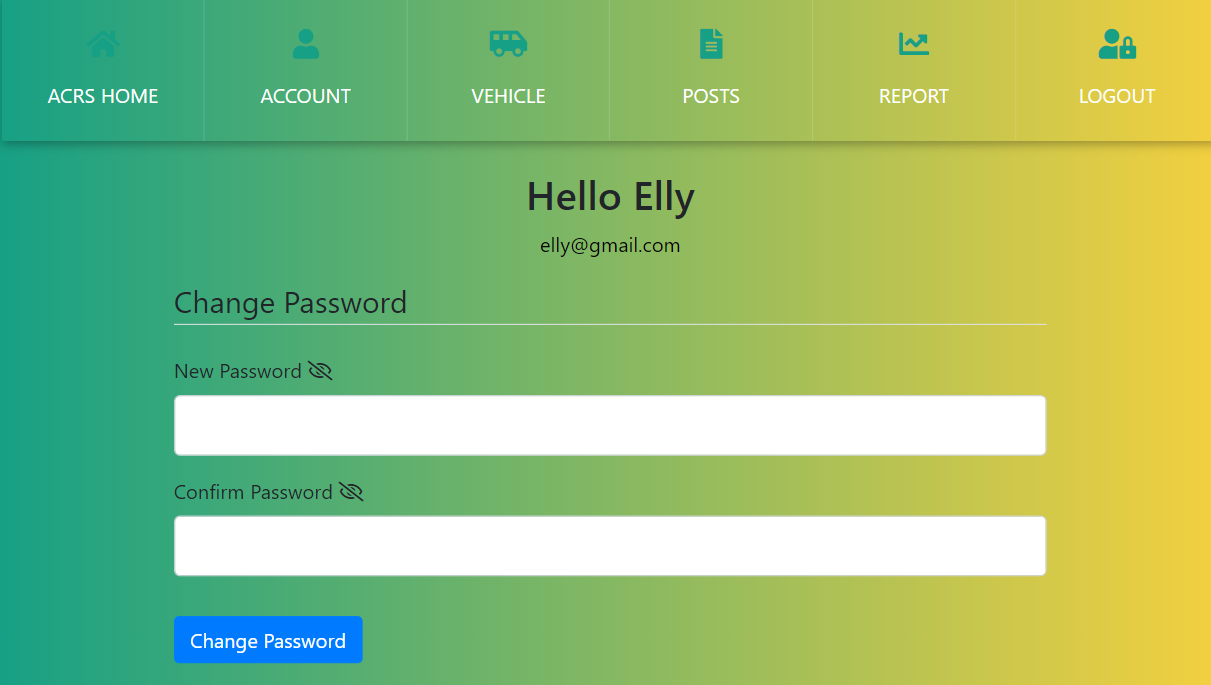 ACRS HOME ACCOUNT VEHICLE POSTS REPORT LOGOUT
Hello Elly
elly@gmail.com
Change Password
New Password
Confirm Password
Change Password